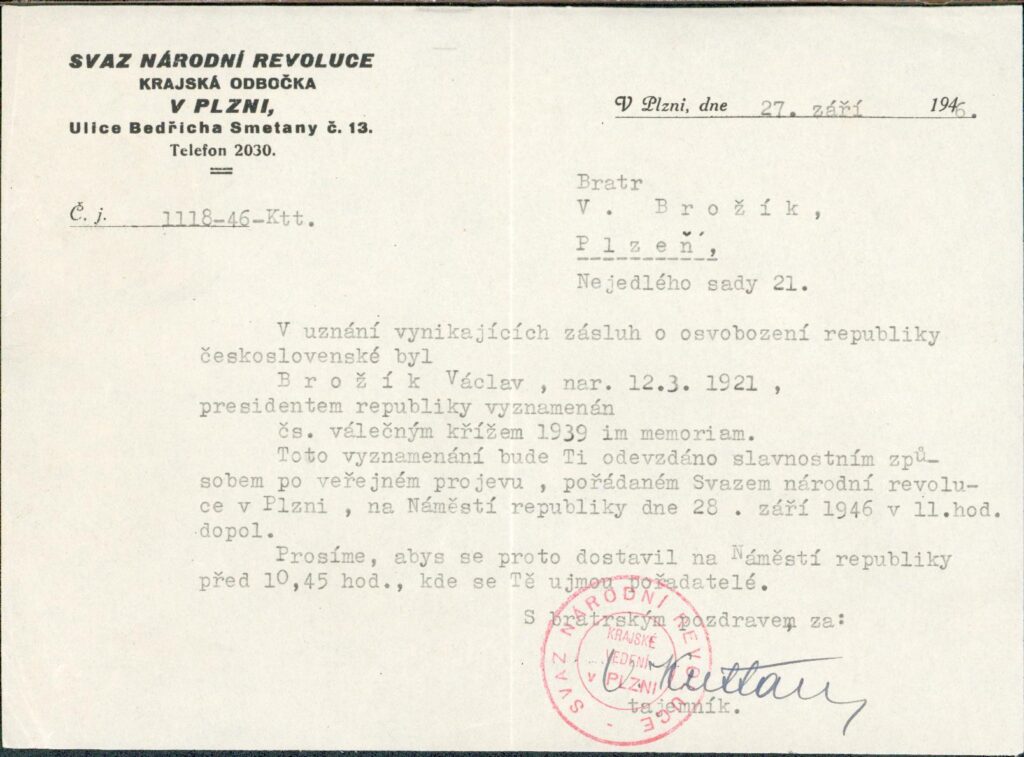 SVAZ NÁRODNÍ REVOLUCE
KRAJSKÁ ODBOČKA
V PLZNI,
Ulice Bedřicha Smetany č. 13.
Telefon 2030.
V Plzni, dne 27. září 1946.
Č. j. 1118-46-Ktt.
Bratr
V. Brožík,
Plzeň,
Nejedlého sady 21.
V uznání vynikajících zásluh o osvobození republiky
československé byl
Brožík Václav , nar. 12.3. 1921 ,
presidentem republiky vyznamenán
čs. válečným křížem 1939 im memoriam.
Toto vyznamenání bude Ti odevzdáno slavnostním způ-
sobem po veřejném projevu , pořádaném Svazem národní revolu-
ce v Plzni , na Náměstí republiky dne 28 . září 1946 v 11.hod.
dopol.
Prosíme, abys se proto dostavil na Náměstí republiky
před 10,45 hod., kde se Tě ujmou pořadatelé.
S bratrským pozdravem za:
tajemník.
SVAZ NÁRODNÍ REVOLUCE
KRAJSKÉ
VEDENÍ
v PLZNI